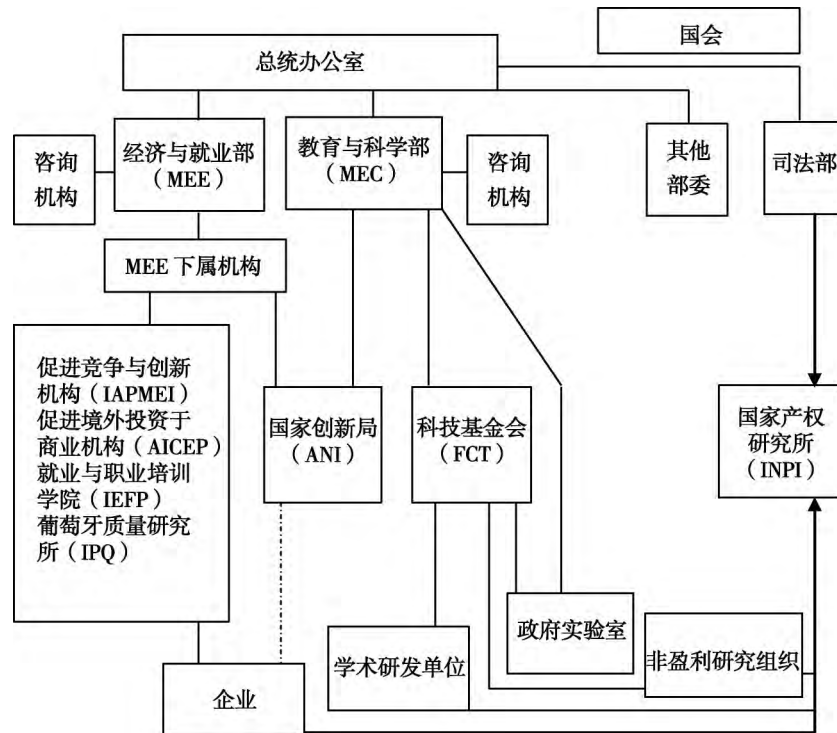 国会
总统办公室
咨询
机构
经济与就业部
（MEE）
教育与科学部
（MEC）
咨询
机构
其他
部委
司法部
MEE 下属机构
促进竞争与创新
机构（IAPMEI）
促进境外投资于
商业机构（AICEP）
就业与职业培训
学院（IEFP）
葡萄牙质量研究
所（IPQ）
国家创新局
（ANI）
科技基金会
（FCT）
国家产权
研究所
（INPI）
政府实验室
学术研发单位
非盈利研究组织
企业